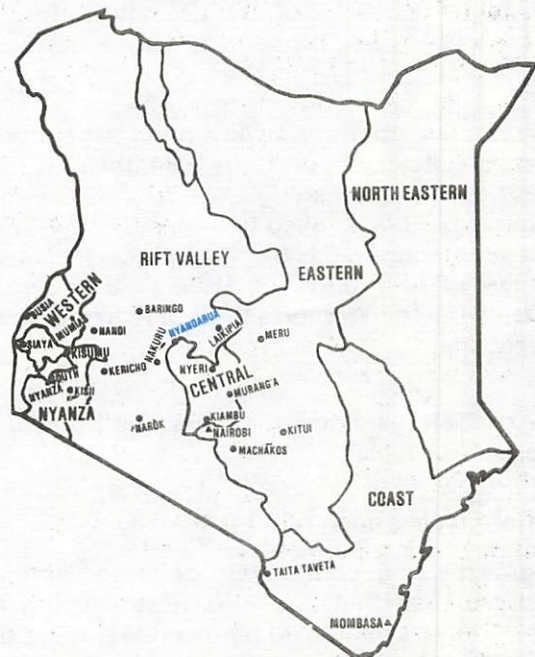 NORTH EASTERN
RIFT VALLEY
EASTERN
WESTERN
BUSIA
BARINGO
MUMIAS
NANDI
NYANDARUA
LAIKIPIA
MERU
SIAYA
KISUMU
NAKURU
KERICHO
NYERI
CENTRAL
SOUTH
NYANZA
KISII
MURANG'A
NYANZA
NAROK
KIAMBU
NAIROBI
KITUI
MACHAKOS
COAST
TAITA TAVETA
MOMBASA